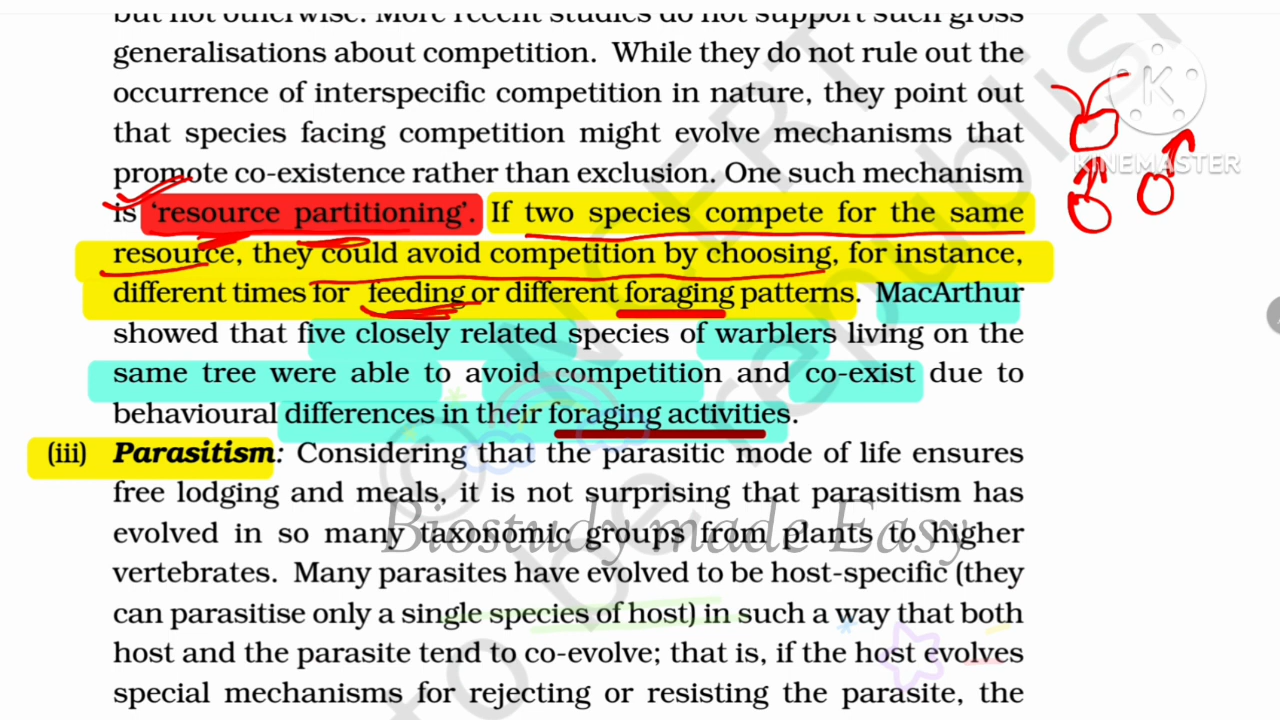 but not otherwise. More recent studies do not support such gross
generalisations about competition. While they do not rule out the
occurrence of interspecific competition in nature, they point out
that species facing competition might evolve mechanisms that
promote co-existence rather than exclusion. One such mechanism
is 'resource partitioning'. If two species compete for the same
resource, they could avoid competition by choosing, for instance,
different times for feeding or different foraging patterns. MacArthur
showed that five closely related species of warblers living on the
same tree were able to avoid competition and co-exist due to
behavioural differences in their foraging activities.
(iii) Parasitism: Considering that the parasitic mode of life ensures
free lodging and meals, it is not surprising that parasitism has
evolved in so many taxonomic groups from plants to higher
vertebrates. Many parasites have evolved to be host-specific (they
can parasitise only a single species of host) in such a way that both
host and the parasite tend to co-evolve; that is, if the host evolves
special mechanisms for rejecting or resisting the parasite, the
K
KINEMASTER
Biostudy made Easy
© NCERT
to be republis